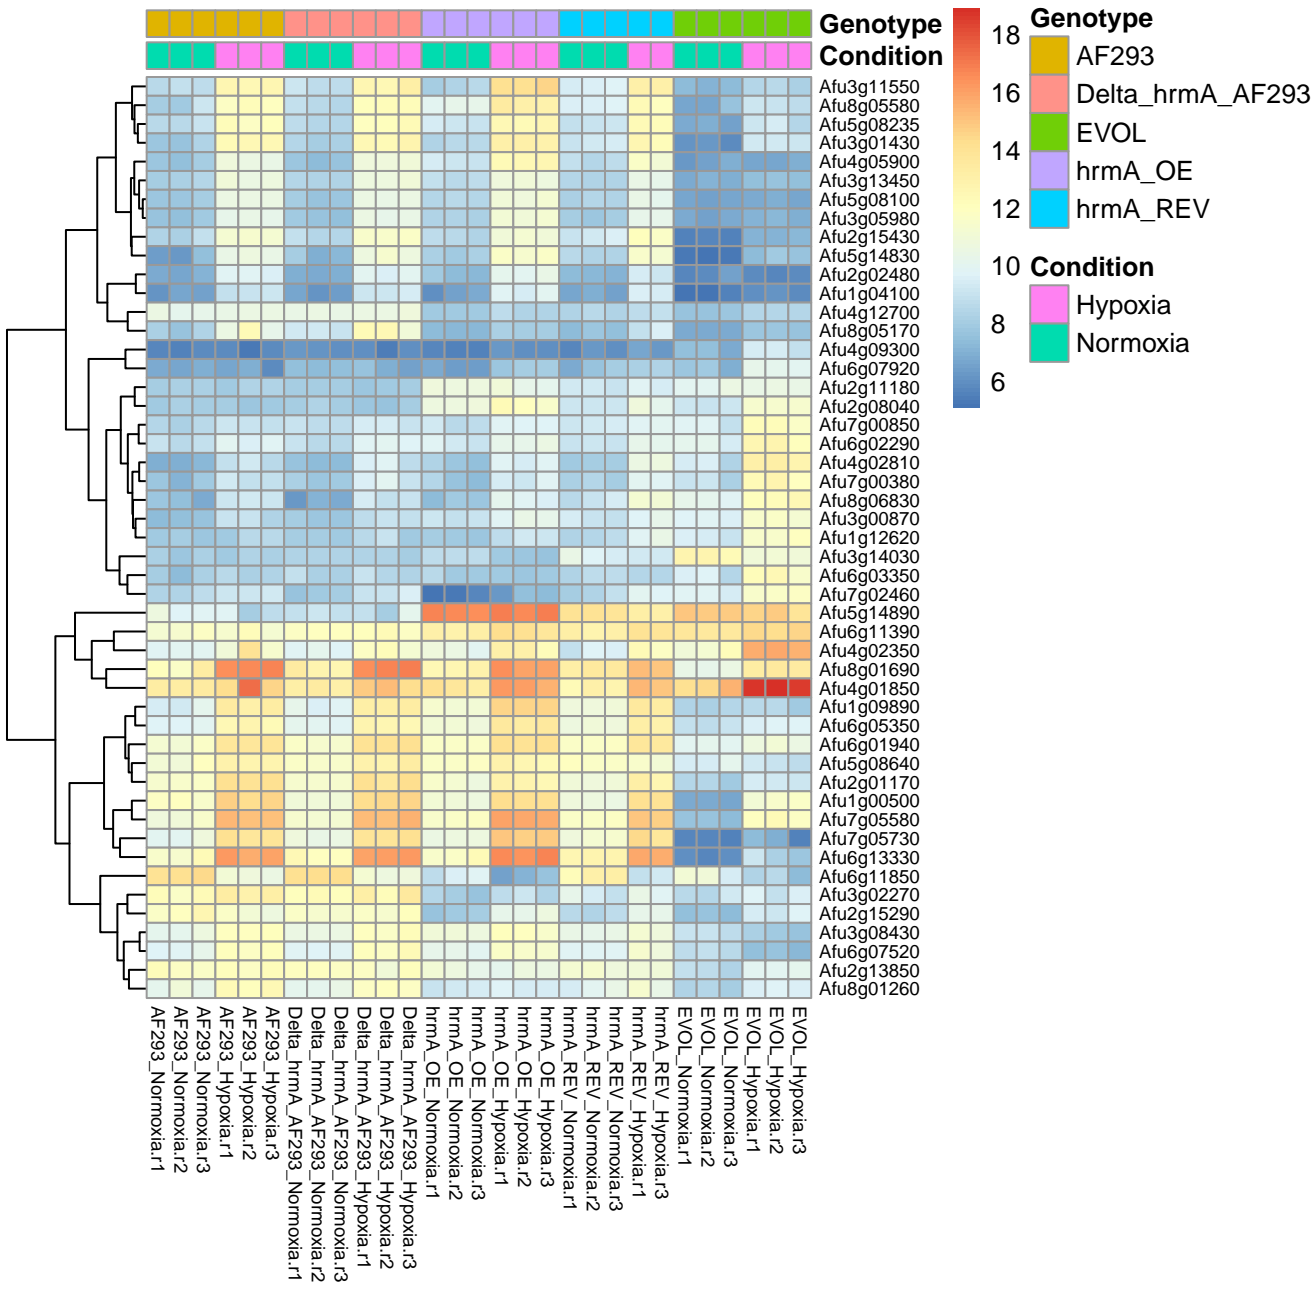 Genotype
Condition
Afu3g11550
Afu8g05580
Afu5g08235
Afu3g01430
Afu4g05900
Afu3g13450
Afu5g08100
Afu3g05980
Afu2g15430
Afu5g14830
Afu2g02480
Afu1g04100
Afu4g12700
Afu8g05170
Afu4g09300
Afu6g07920
Afu2g11180
Afu2g08040
Afu7g00850
Afu6g02290
Afu4g02810
Afu7g00380
Afu8g06830
Afu3g00870
Afu1g12620
Afu3g14030
Afu6g03350
Afu7g02460
Afu5g14890
Afu6g11390
Afu4g02350
Afu8g01690
Afu4g01850
Afu1g09890
Afu6g05350
Afu6g01940
Afu5g08640
Afu2g01170
Afu1g00500
Afu7g05580
Afu7g05730
Afu6g13330
Afu6g11850
Afu3g02270
Afu2g15290
Afu3g08430
Afu6g07520
Afu2g13850
Afu8g01260
AF293_Normoxia.r1
AF293_Normoxia.r2
AF293_Normoxia.r3
AF293_Hypoxia.r1
AF293_Hypoxia.r2
AF293_Hypoxia.r3
Delta_hrmA_AF293_Normoxia.r1
Delta_hrmA_AF293_Normoxia.r2
Delta_hrmA_AF293_Normoxia.r3
Delta_hrmA_AF293_Hypoxia.r1
Delta_hrmA_AF293_Hypoxia.r2
Delta_hrmA_AF293_Hypoxia.r3
hrmA_OE_Normoxia.r1
hrmA_OE_Normoxia.r2
hrmA_OE_Normoxia.r3
hrmA_OE_Hypoxia.r1
hrmA_OE_Hypoxia.r2
hrmA_OE_Hypoxia.r3
hrmA_REV_Normoxia.r1
hrmA_REV_Normoxia.r2
hrmA_REV_Normoxia.r3
hrmA_REV_Hypoxia.r1
hrmA_REV_Hypoxia.r3
EVOL_Normoxia.r1
EVOL_Normoxia.r2
EVOL_Normoxia.r3
EVOL_Hypoxia.r1
EVOL_Hypoxia.r2
EVOL_Hypoxia.r3
18
16
14
12
10
8
6
Genotype
AF293
Delta_hrmA_AF293
EVOL
hrmA_OE
hrmA_REV
Condition
Hypoxia
Normoxia